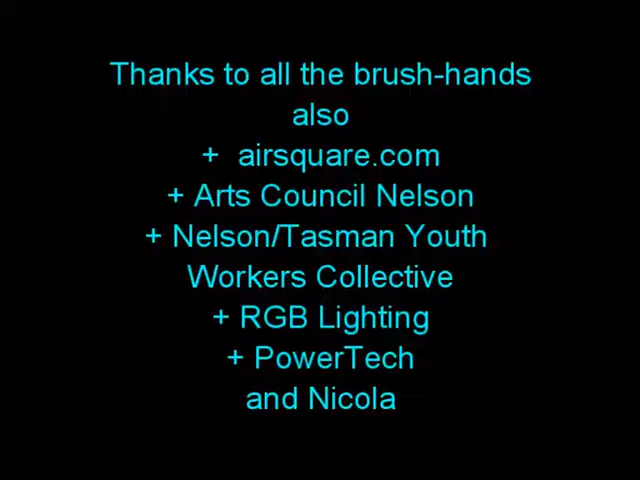 Thanks to all the brush-hands
also
+ airsquare.com
+ Arts Council Nelson
+ Nelson/Tasman Youth
Workers Collective
+ RGB Lighting
+ PowerTech
and Nicola